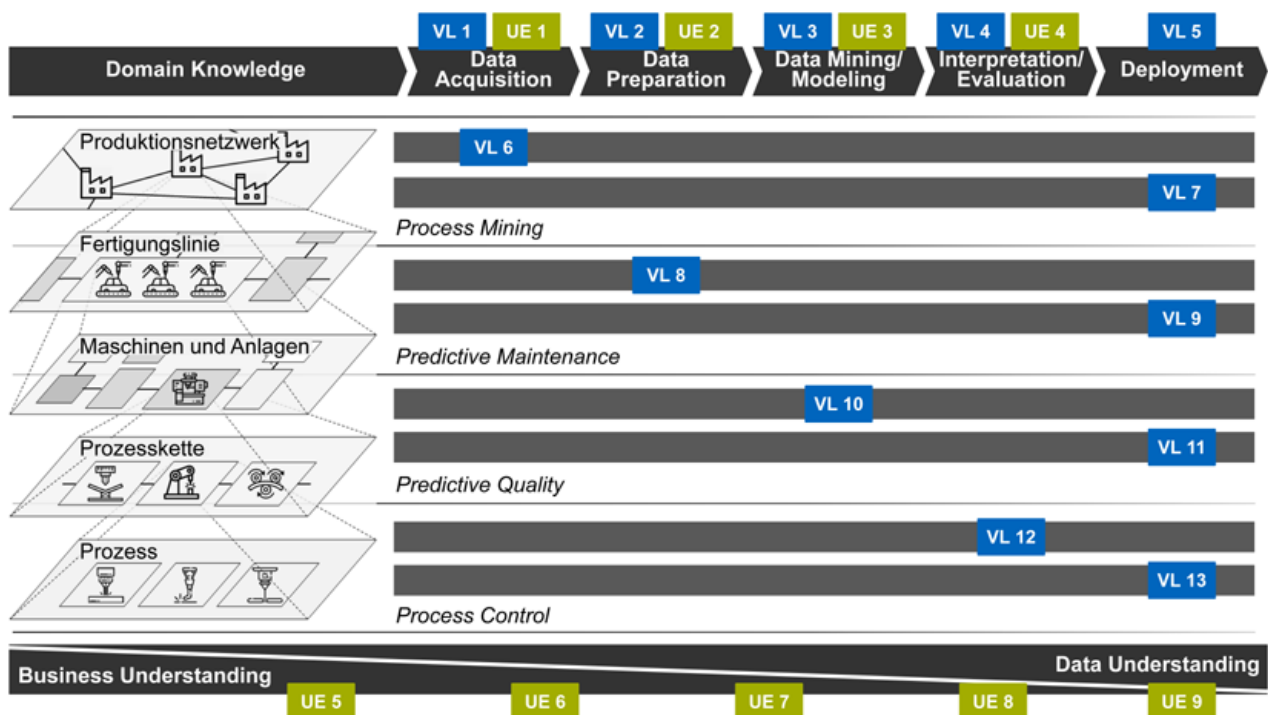 VL 1 UE 1 VL 2 UE 2 VL 3 UE 3 VL 4 UE 4 VL 5
Domain Knowledge
Data
Acquisition
Data
Preparation
Data Mining/
Modeling
Interpretation/
Evaluation
Deployment
Produktionsnetzwerk
VL 6
VL 7
Process Mining
Fertigungslinie
VL 8
VL 9
Maschinen und Anlagen
Predictive Maintenance
VL 10
VL 11
Prozesskette
Predictive Quality
VL 12
Prozess
VL 13
Process Control
Business Understanding
Data Understanding
UE 5 UE 6 UE 7 UE 8 UE 9